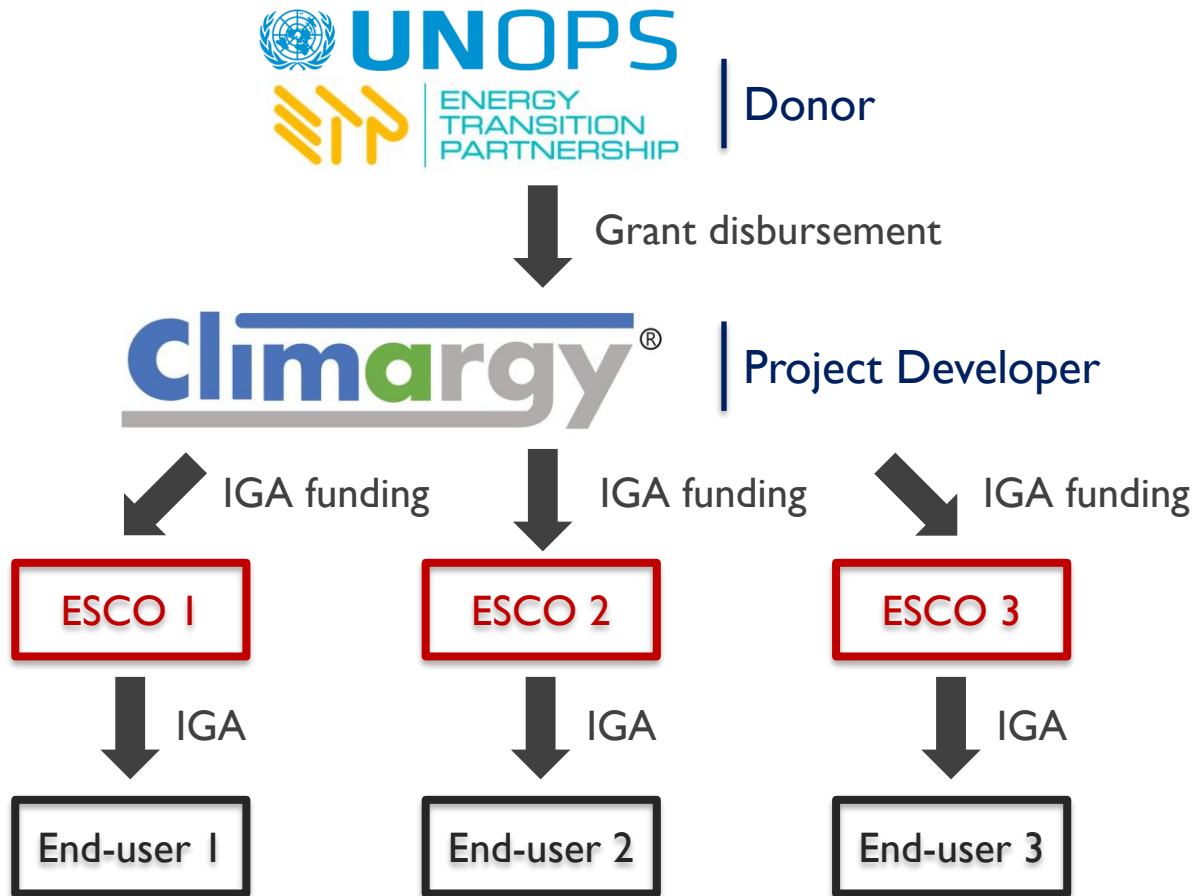 UNOPS
ENERGY
TRANSITION
PARTNERSHIP
ETP
Donor
Grant disbursement
Climargy®
Project Developer
IGA funding
IGA funding
IGA funding
ESCO 1
ESCO 2
ESCO 3
IGA
IGA
IGA
End-user 1
End-user 2
End-user 3